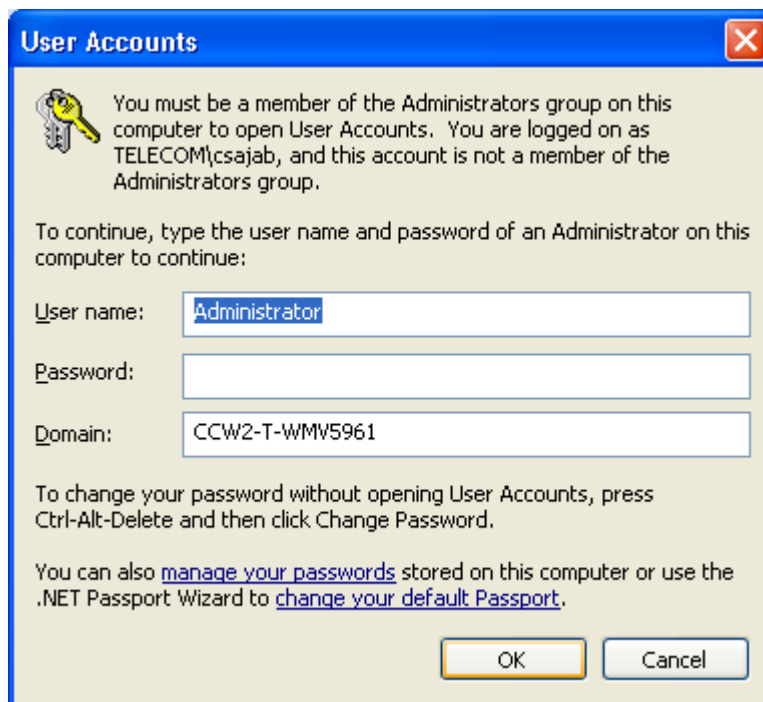 User Accounts
You must be a member of the Administrators group on this
computer to open User Accounts.  You are logged on as
TELECOM\csajab, and this account is not a member of the
Administrators group.
To continue, type the user name and password of an Administrator on this
computer to continue:
User name: Administrator
Password:
Domain: CCW2-T-WMV5961
To change your password without opening User Accounts, press
Ctrl-Alt-Delete and then click Change Password.
You can also manage your passwords stored on this computer or use the
.NET Passport Wizard to change your default Passport.
OK Cancel